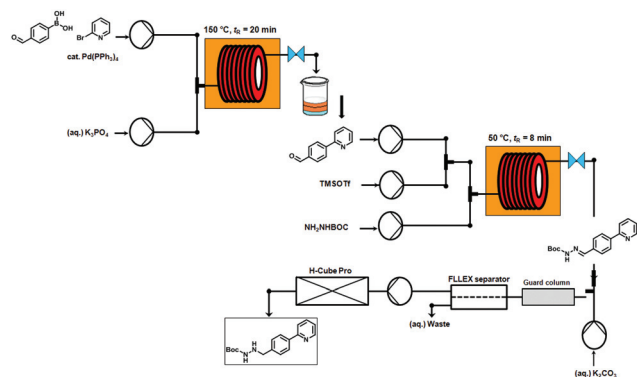 OH
B
OH
Br
N
O
cat. Pd(PPh₃)₄
(aq.) K₃PO₄
150 °C, tR = 20 min
N
O
TMSOTf
NH₂NHBOC
50 °C, tR = 8 min
N
Boc
N
N
H
H-Cube Pro
FLLEX separator
Guard column
(aq.) Waste
(aq.) K₂CO₃
N
H
Boc
N
N
H